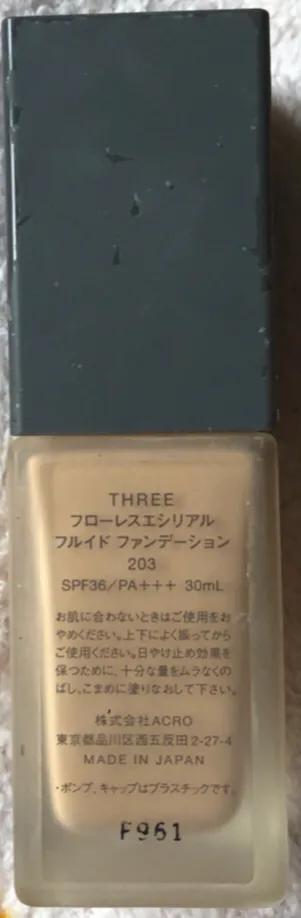 THREE
フローレスエシリアル
フルイド ファンデーション
203
SPF36/PA+++ 30mL
お肌に合わないときはご使用をお
やめください。上下によく振ってから
ご使用ください。日やけ止め効果を
保つために、十分な量をムラなくの
ばし、こまめに塗りなおして下さい。
株式会社ACRO
東京都品川区西五反田2-27-4
MADE IN JAPAN
・ポンプ、キャップはプラスチックです。
F961